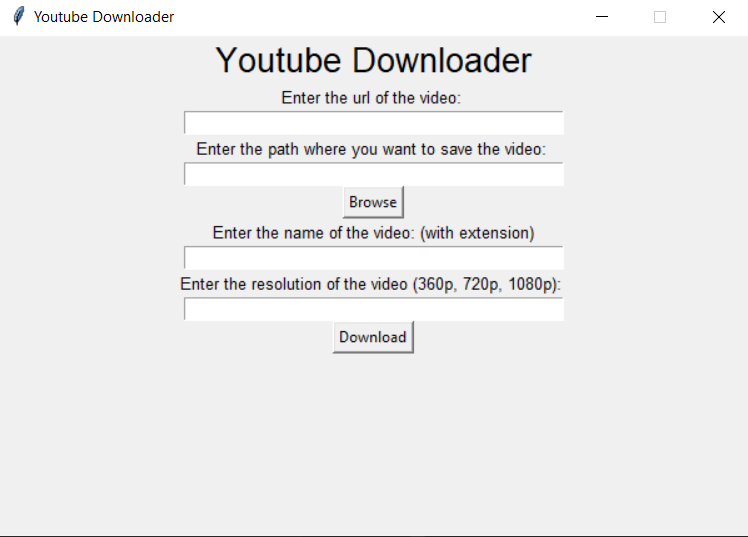 Youtube Downloader
Youtube Downloader
Enter the url of the video:
Enter the path where you want to save the video:
Browse
Enter the name of the video: (with extension)
Enter the resolution of the video (360p, 720p, 1080p):
Download